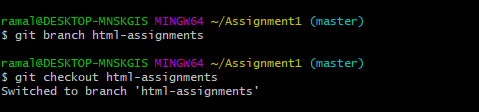 ramal@DESKTOP-MNSKGIS MINGW64 ~/Assignment1 (master)
$ git branch html-assignments
ramal@DESKTOP-MNSKGIS MINGW64 ~/Assignment1 (master)
$ git checkout html-assignments
Switched to branch 'html-assignments'